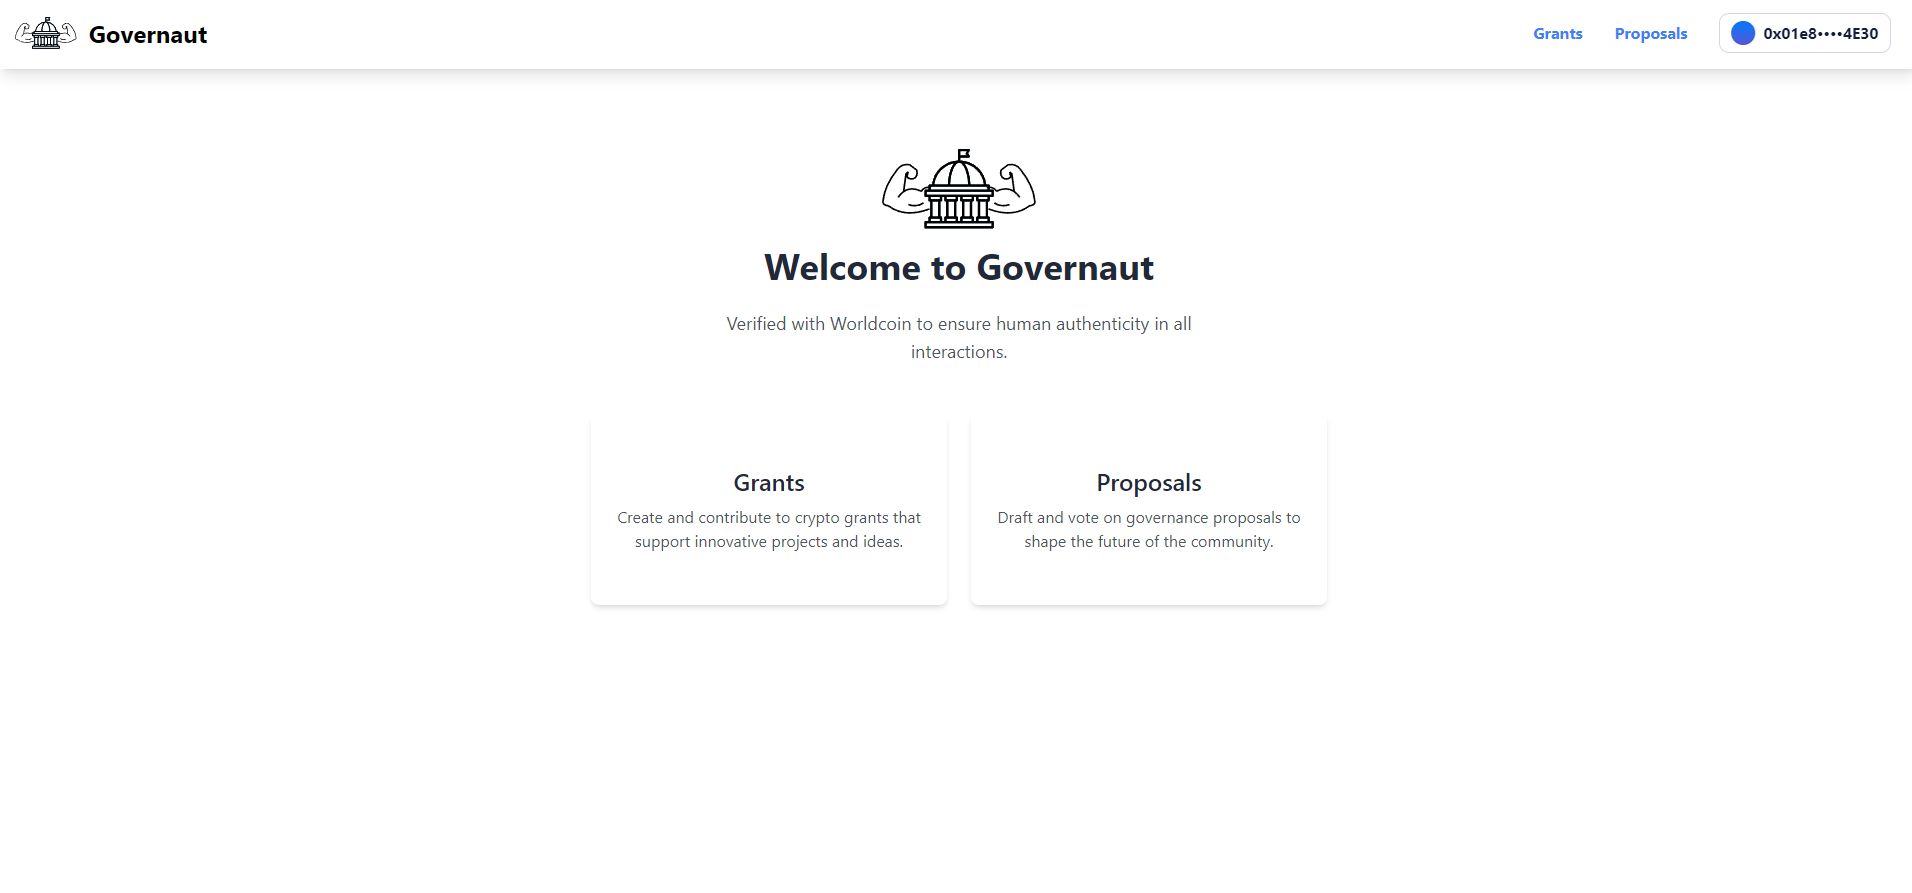 Governaut
Grants
Proposals
0x01e8••••4E30
Welcome to Governaut
Verified with Worldcoin to ensure human authenticity in all
interactions.
Grants
Create and contribute to crypto grants that
support innovative projects and ideas.
Proposals
Draft and vote on governance proposals to
shape the future of the community.